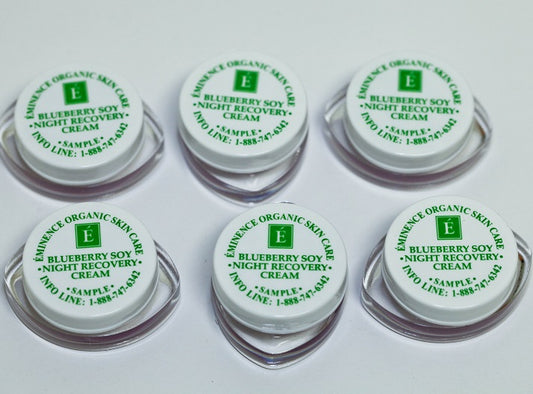 ÉMINENCE ORGANIC SKIN CARE
É
BLUEBERRY SOY
•NIGHT RECOVERY•
CREAM
•SAMPLE•
INFO LINE: 1-888-747-6342
ÉMINENCE ORGANIC SKIN CARE
É
BLUEBERRY SOY
•NIGHT RECOVERY•
CREAM
•SAMPLE•
INFO LINE: 1-888-747-6342
ÉMINENCE ORGANIC SKIN CARE
É
BLUEBERRY SOY
•NIGHT RECOVERY•
CREAM
•SAMPLE•
INFO LINE: 1-888-747-6342
ÉMINENCE ORGANIC SKIN CARE
É
BLUEBERRY SOY
•NIGHT RECOVERY•
CREAM
•SAMPLE•
INFO LINE: 1-888-747-6342
ÉMINENCE ORGANIC SKIN CARE
É
BLUEBERRY SOY
•NIGHT RECOVERY•
CREAM
•SAMPLE•
INFO LINE: 1-888-747-6342
ÉMINENCE ORGANIC SKIN CARE
É
BLUEBERRY SOY
•NIGHT RECOVERY•
CREAM
•SAMPLE•
INFO LINE: 1-888-747-6342